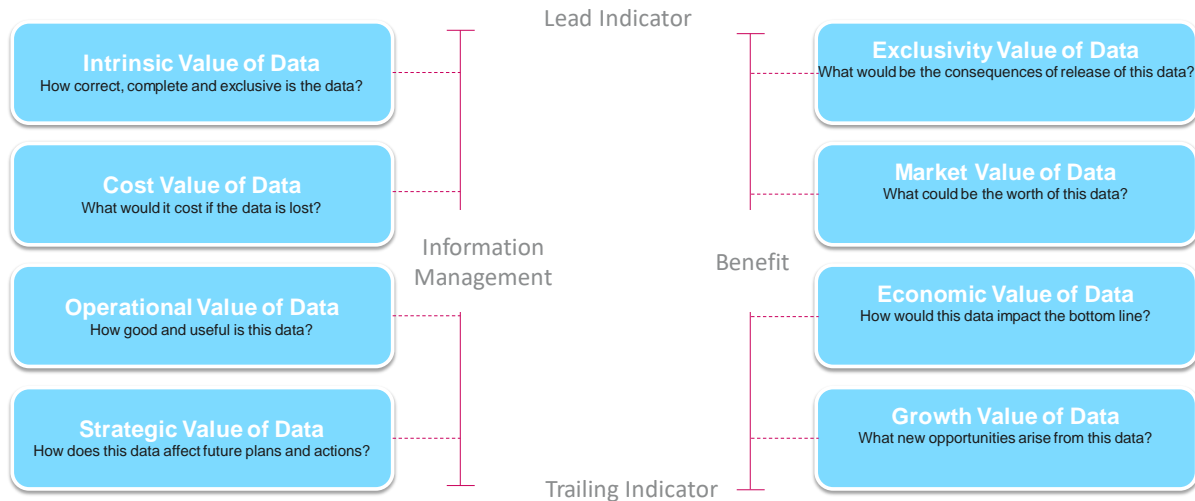 Lead Indicator
Intrinsic Value of Data
How correct, complete and exclusive is the data?
Exclusivity Value of Data
What would be the consequences of release of this data?
Cost Value of Data
What would it cost if the data is lost?
Market Value of Data
What could be the worth of this data?
Information
Management
Benefit
Operational Value of Data
How good and useful is this data?
Economic Value of Data
How would this data impact the bottom line?
Strategic Value of Data
How does this data affect future plans and actions?
Growth Value of Data
What new opportunities arise from this data?
Trailing Indicator